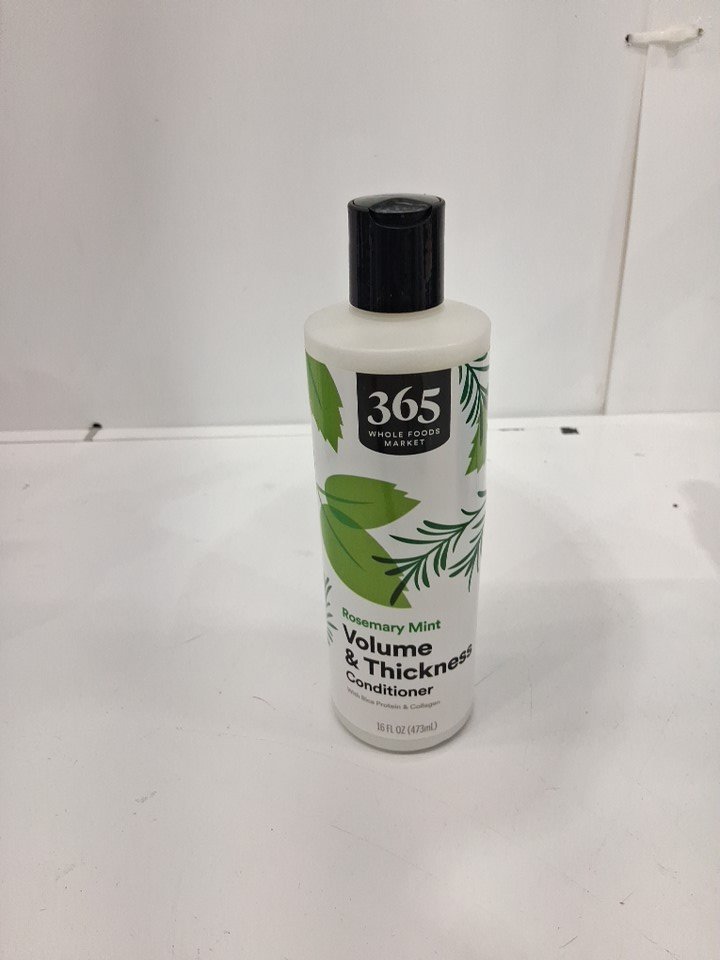 365
WHOLE FOODS
MARKET
Rosemary Mint
Volume
& Thickness
Conditioner
With Rice Protein & Collagen
16 FL OZ (473mL)